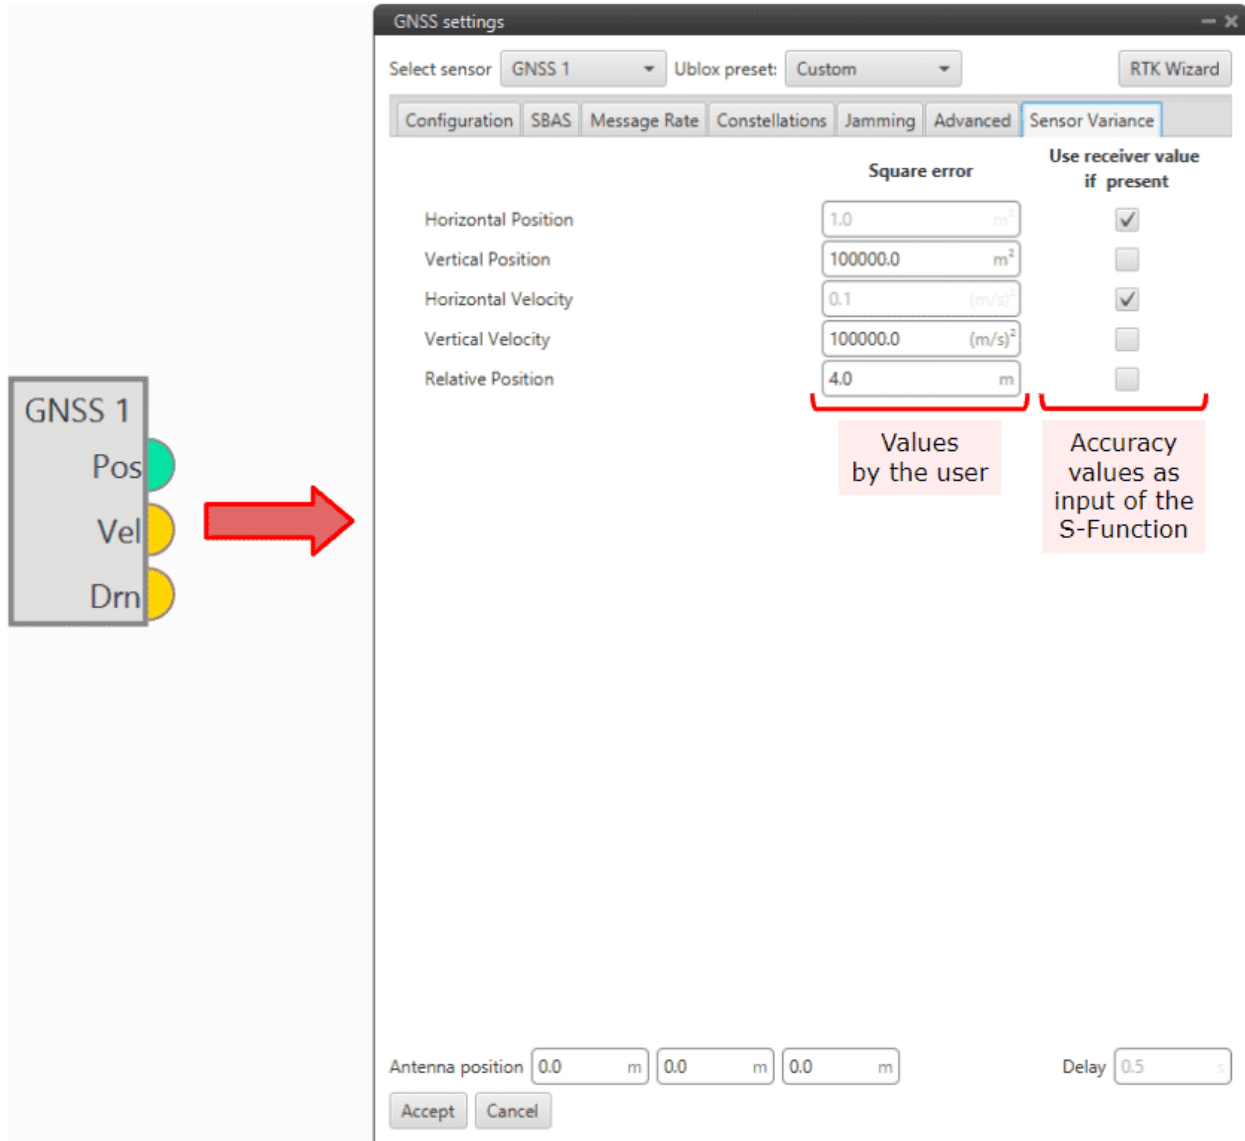 GNSS settings
Select sensor GNSS 1 Ublox preset: Custom RTK Wizard
Configuration SBAS Message Rate Constellations Jamming Advanced Sensor Variance
Square error
Use receiver value
if present
Horizontal Position 1.0 m²
Vertical Position 100000.0 m²
Horizontal Velocity 0.1 (m/s)²
Vertical Velocity 100000.0 (m/s)²
Relative Position 4.0 m
Values
by the user
Accuracy
values as
input of the
S-Function
GNSS 1
Pos
Vel
Drn
Antenna position 0.0 m 0.0 m 0.0 m Delay 0.5 s
Accept Cancel